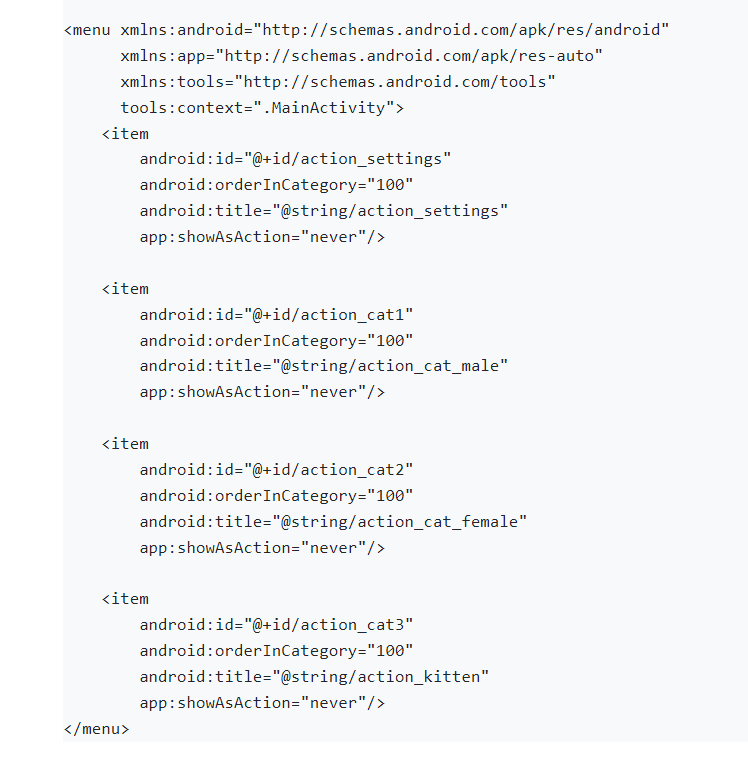 <menu xmlns:android="http://schemas.android.com/apk/res/android"
xmlns:app="http://schemas.android.com/apk/res-auto"
xmlns:tools="http://schemas.android.com/tools"
tools:context=".MainActivity">
<item
android:id="@+id/action_settings"
android:orderInCategory="100"
android:title="@string/action_settings"
app:showAsAction="never"/>
<item
android:id="@+id/action_cat1"
android:orderInCategory="100"
android:title="@string/action_cat_male"
app:showAsAction="never"/>
<item
android:id="@+id/action_cat2"
android:orderInCategory="100"
android:title="@string/action_cat_female"
app:showAsAction="never"/>
<item
android:id="@+id/action_cat3"
android:orderInCategory="100"
android:title="@string/action_kitten"
app:showAsAction="never"/>
</menu>